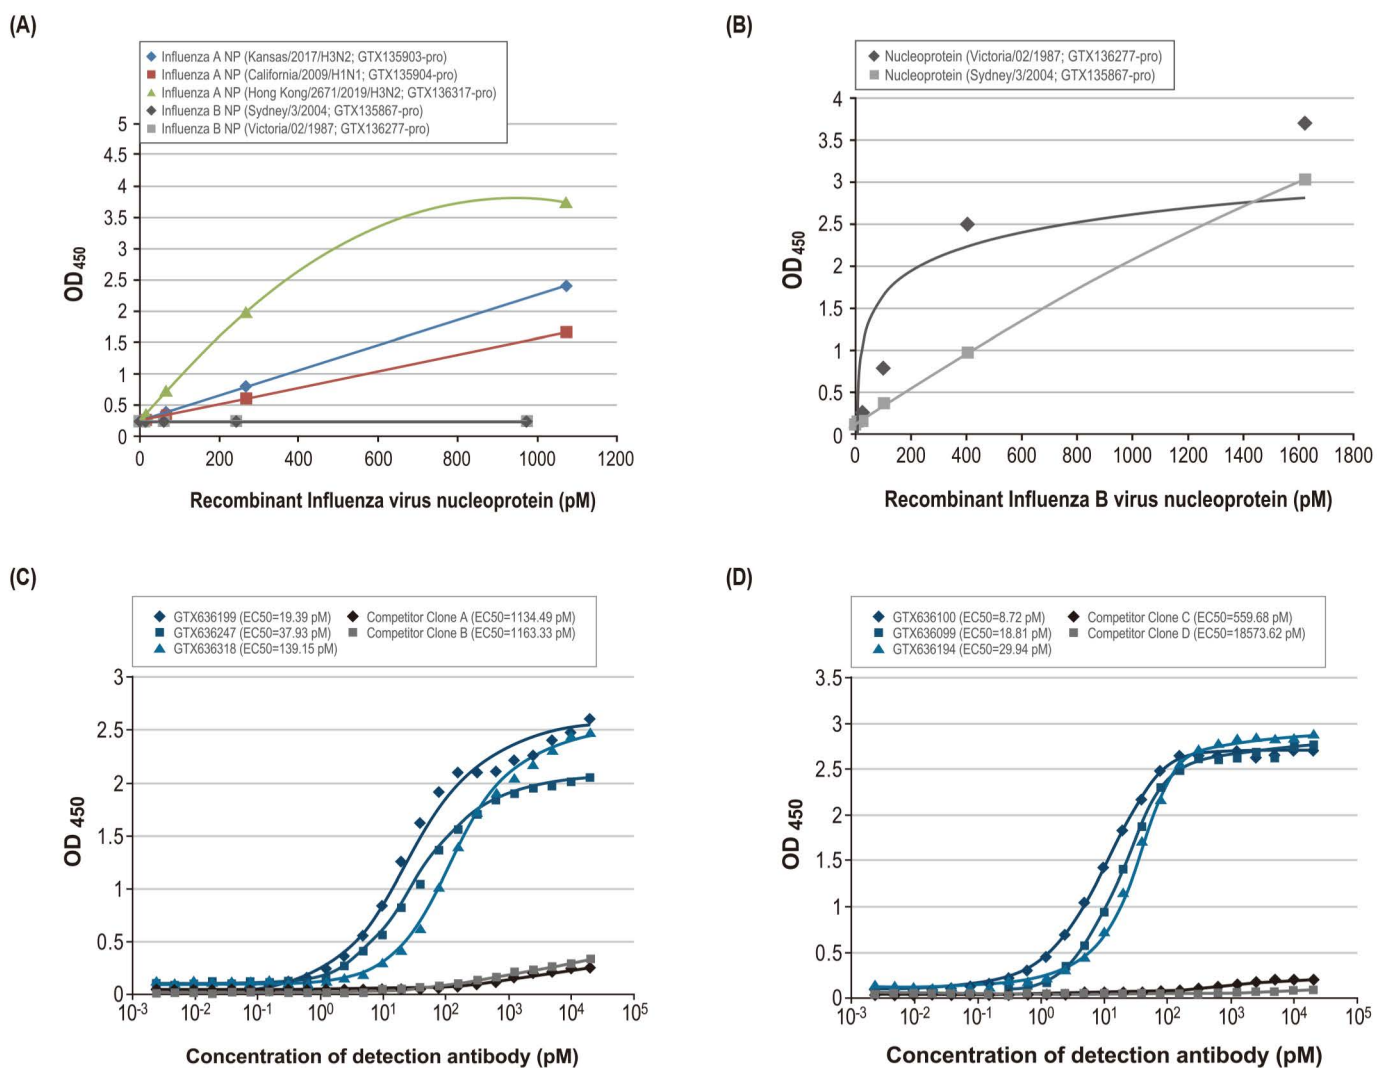 (A)
Influenza A NP (Kansas/2017/H3N2; GTX135903-pro)
Influenza A NP (California/2009/H1N1; GTX135904-pro)
Influenza A NP (Hong Kong/2671/2019/H3N2; GTX136317-pro)
Influenza B NP (Sydney/3/2004; GTX135867-pro)
Influenza B NP (Victoria/02/1987; GTX136277-pro)
5
4.5
4
3.5
3
2.5
2
1.5
1
0.5
0
OD450
0 200 400 600 800 1000 1200
Recombinant Influenza virus nucleoprotein (pM)
(B)
Nucleoprotein (Victoria/02/1987; GTX136277-pro)
Nucleoprotein (Sydney/3/2004; GTX135867-pro)
4
3.5
3
2.5
2
1.5
1
0.5
0
OD450
0 200 400 600 800 1000 1200 1400 1600 1800
Recombinant Influenza B virus nucleoprotein (pM)
(C)
GTX636199 (EC50=19.39 pM) Competitor Clone A (EC50=1134.49 pM)
GTX636247 (EC50=37.93 pM) Competitor Clone B (EC50=1163.33 pM)
GTX636318 (EC50=139.15 pM)
3
2.5
2
1.5
1
0.5
0
OD 450
10-3 10-2 10-1 100 101 102 103 104 105
Concentration of detection antibody (pM)
(D)
GTX636100 (EC50=8.72 pM) Competitor Clone C (EC50=559.68 pM)
GTX636099 (EC50=18.81 pM) Competitor Clone D (EC50=18573.62 pM)
GTX636194 (EC50=29.94 pM)
3.5
3
2.5
2
1.5
1
0.5
0
OD 450
10-3 10-2 10-1 100 101 102 103 104 105
Concentration of detection antibody (pM)